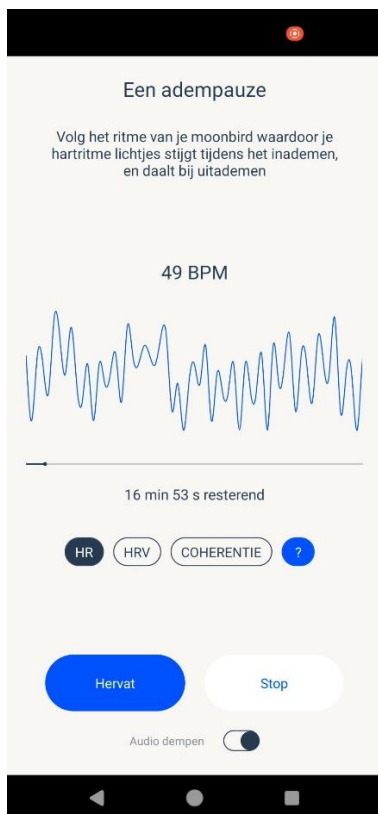 Een adempauze
Volg het ritme van je moonbird waardoor je
hartritme lichtjes stijgt tijdens het inademen,
en daalt bij uitademen
49 BPM
16 min 53 s resterend
HR HRV COHERENTIE ?
Hervat Stop
Audio dempen